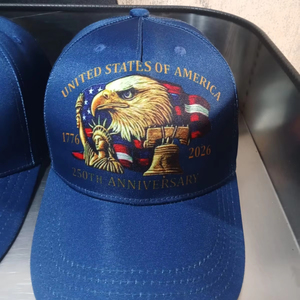 UNITED STATES OF AMERICA
1776 2026
250TH ANNIVERSARY